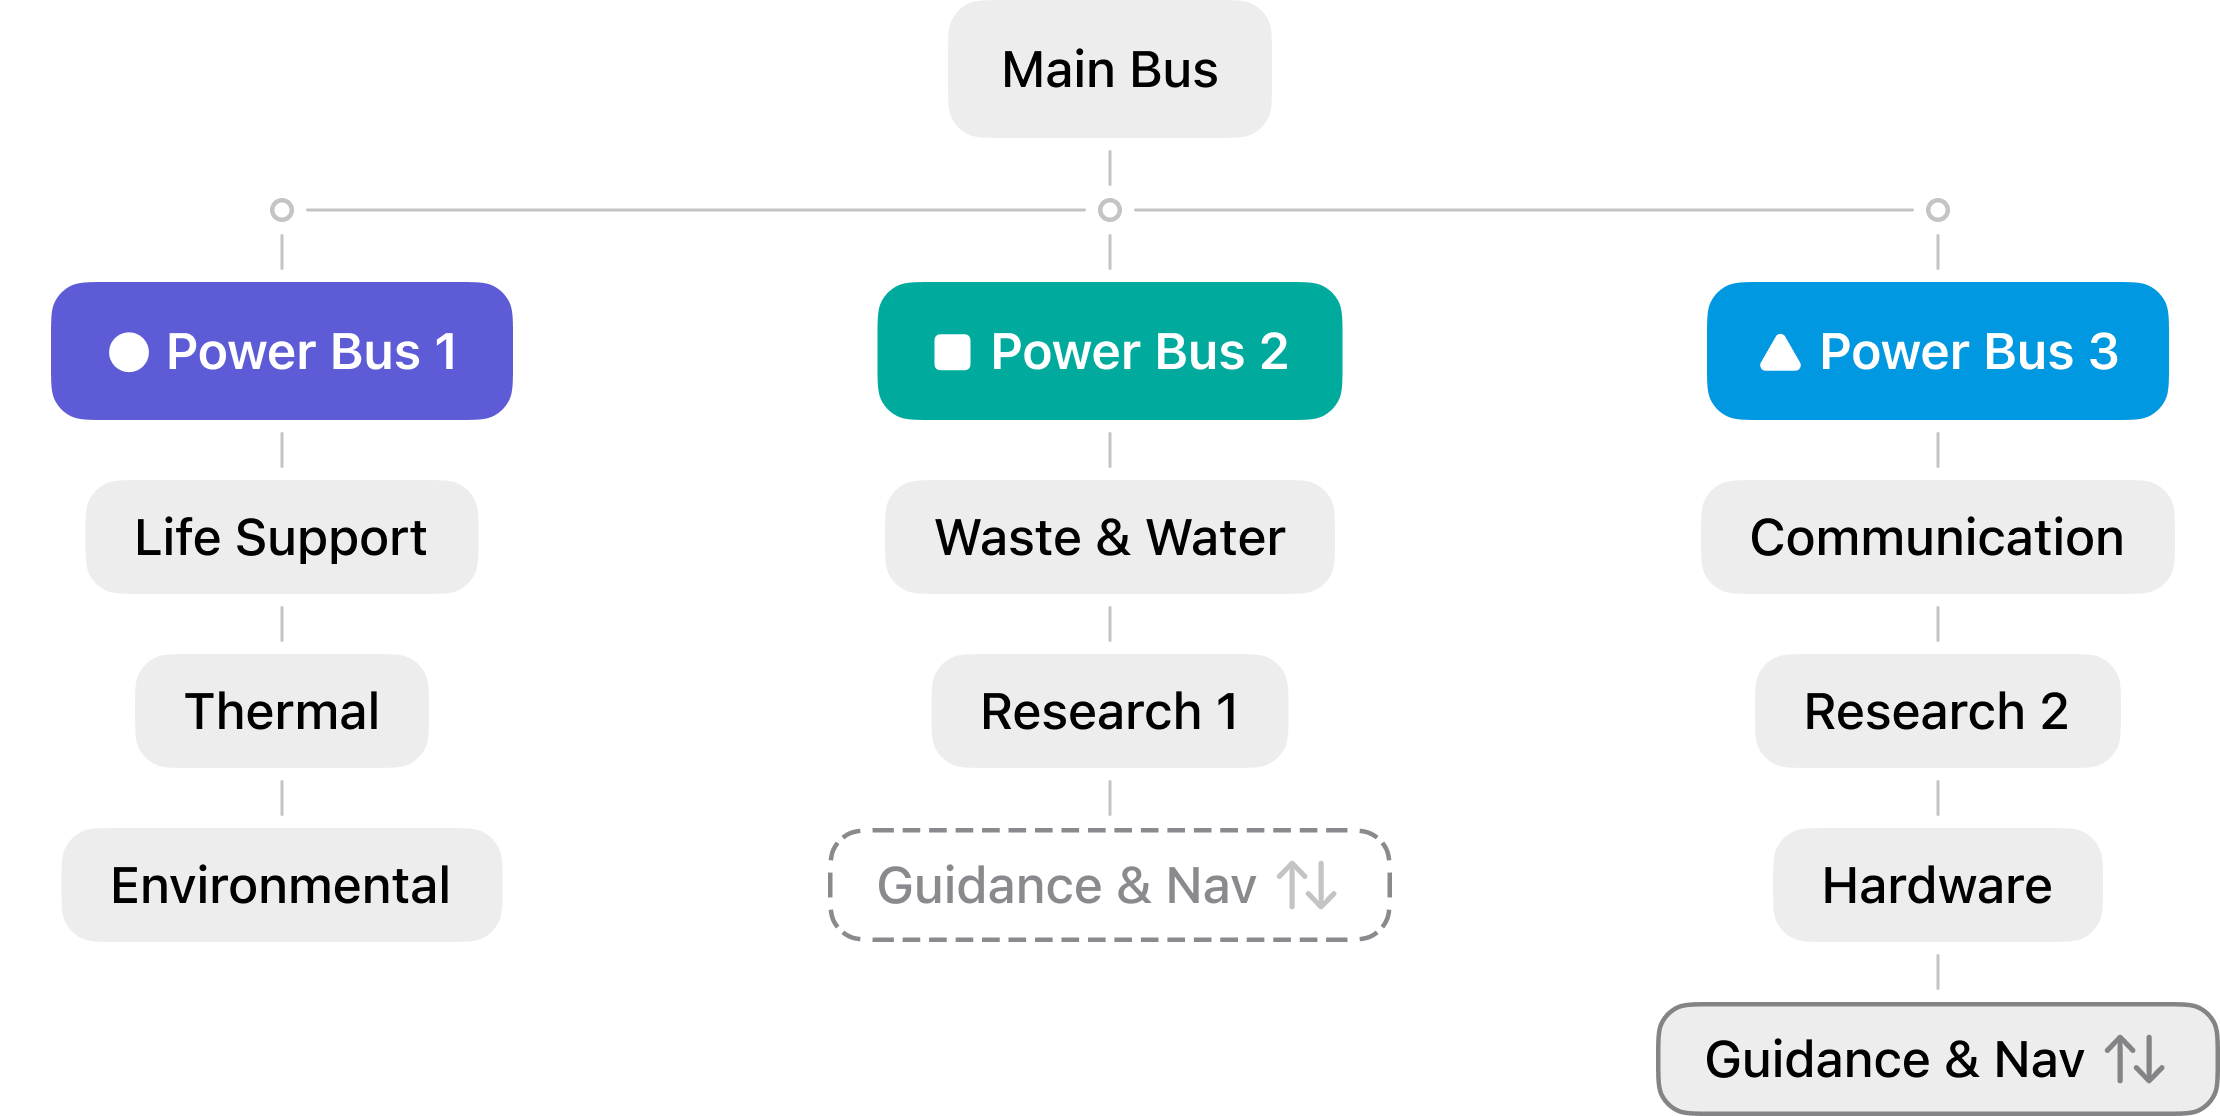 Main Bus
Power Bus 1
Power Bus 2
Power Bus 3
Life Support
Waste & Water
Communication
Thermal
Research 1
Research 2
Environmental
Guidance & Nav
Hardware
Guidance & Nav